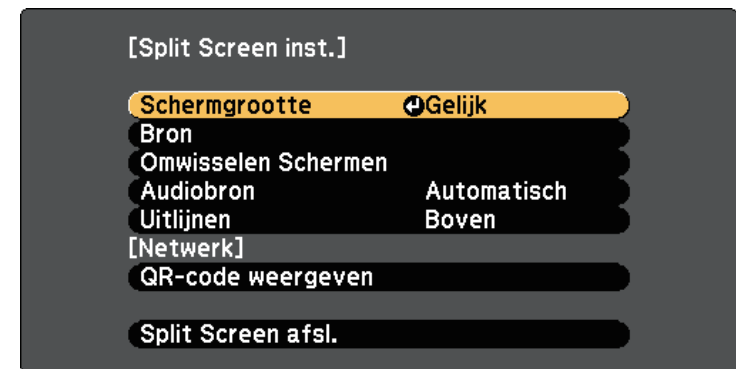 [Split Screen inst.]
Schermgrootte Gelijk
Bron
Omwisselen Schermen
Audiobron Automatisch
Uitlijnen Boven
[Netwerk]
QR-code weergeven
Split Screen afsl.